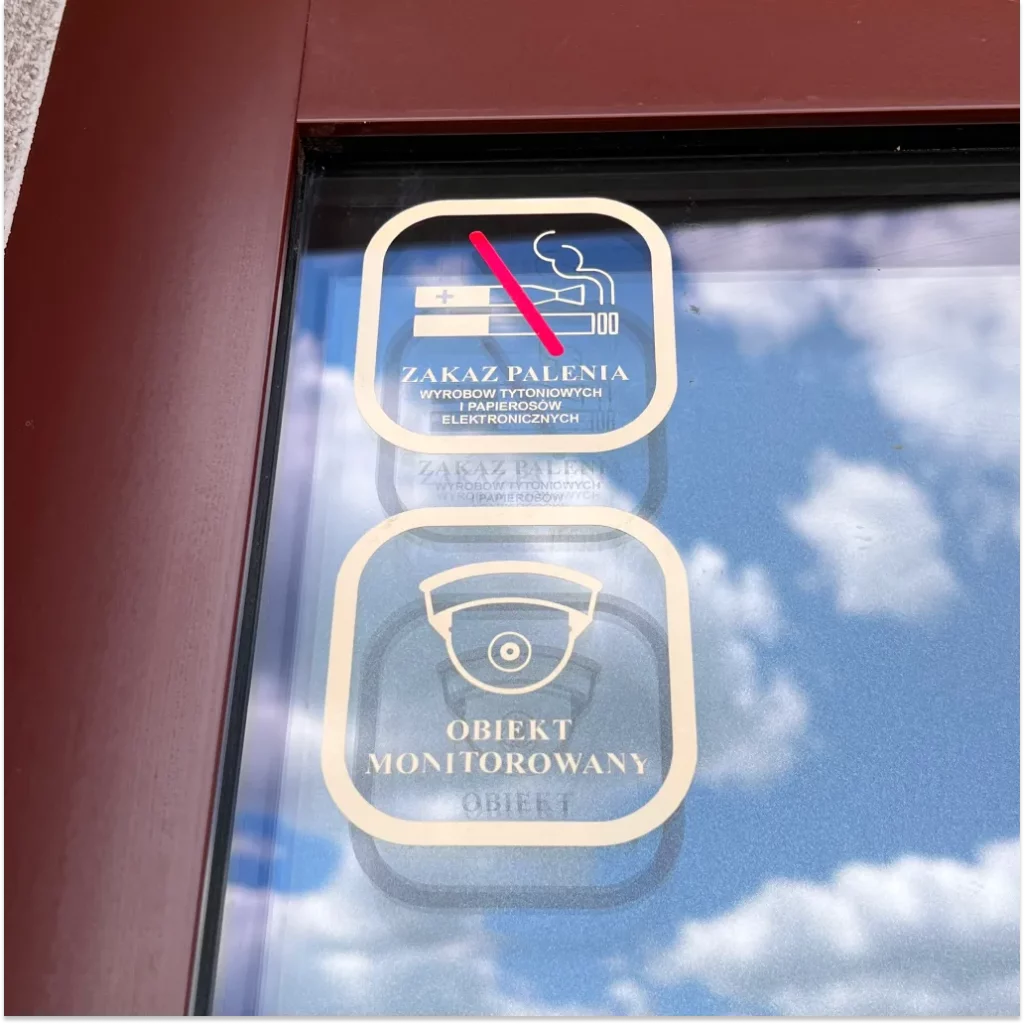 ZAKAZ PALENIA
WYROBOW TYTONIOWYCH
I PAPIEROSÓW
ELEKTRONICZNYCH
OBIEKT
MONITOROWANY